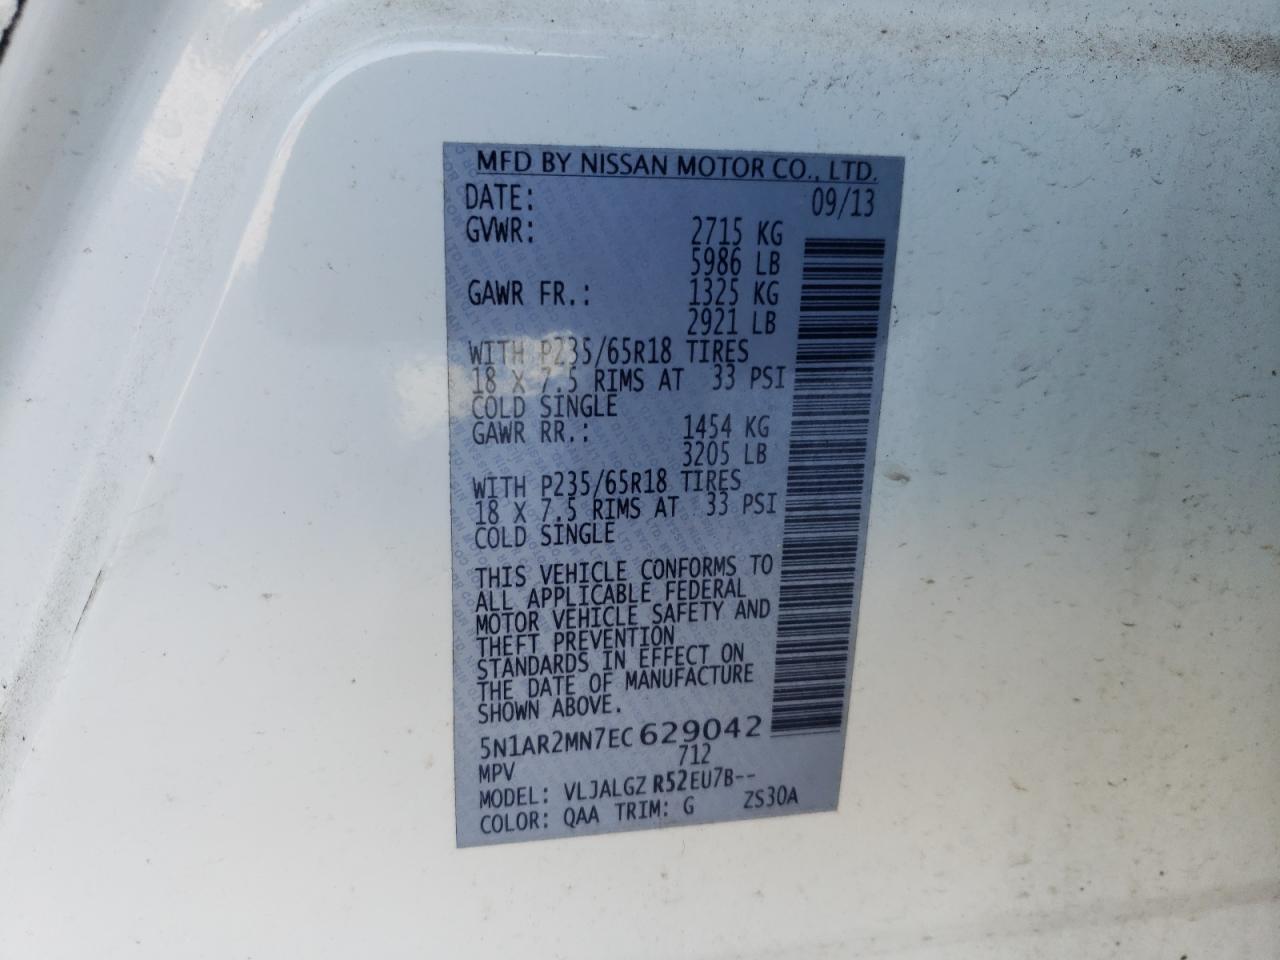 MFD BY NISSAN MOTOR CO., LTD.
DATE: 09/13
GVWR: 2715 KG
5986 LB
GAWR FR.: 1325 KG
2921 LB
WITH P235/65R18 TIRES
18 X 7.5 RIMS AT 33 PSI
COLD SINGLE
GAWR RR.: 1454 KG
3205 LB
WITH P235/65R18 TIRES
18 X 7.5 RIMS AT 33 PSI
COLD SINGLE
THIS VEHICLE CONFORMS TO
ALL APPLICABLE FEDERAL
MOTOR VEHICLE SAFETY AND
THEFT PREVENTION
STANDARDS IN EFFECT ON
THE DATE OF MANUFACTURE
SHOWN ABOVE.
5N1AR2MN7EC629042
MPV 712
MODEL: VLJALGZ R52EU7B--
COLOR: QAA TRIM: G ZS30A